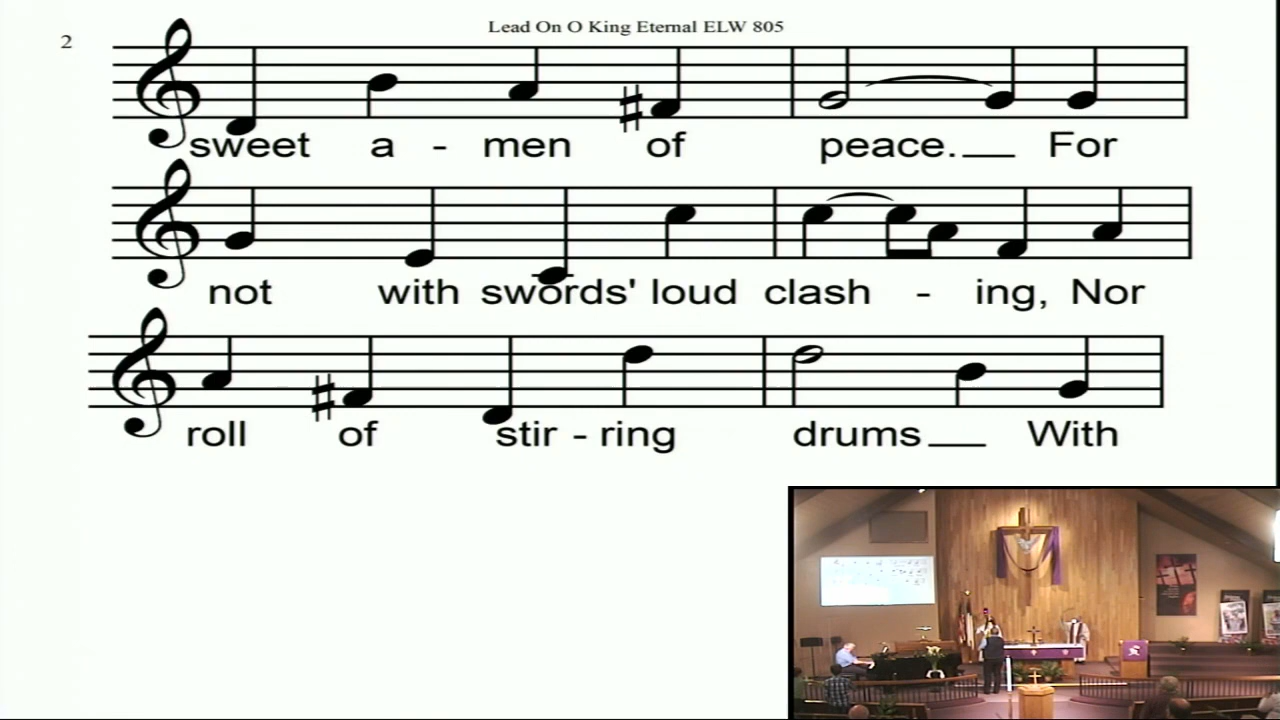 Lead On O King Eternal ELW 805
2
sweet a - men of peace. For
not with swords' loud clash - ing, Nor
roll of stir - ring drums With